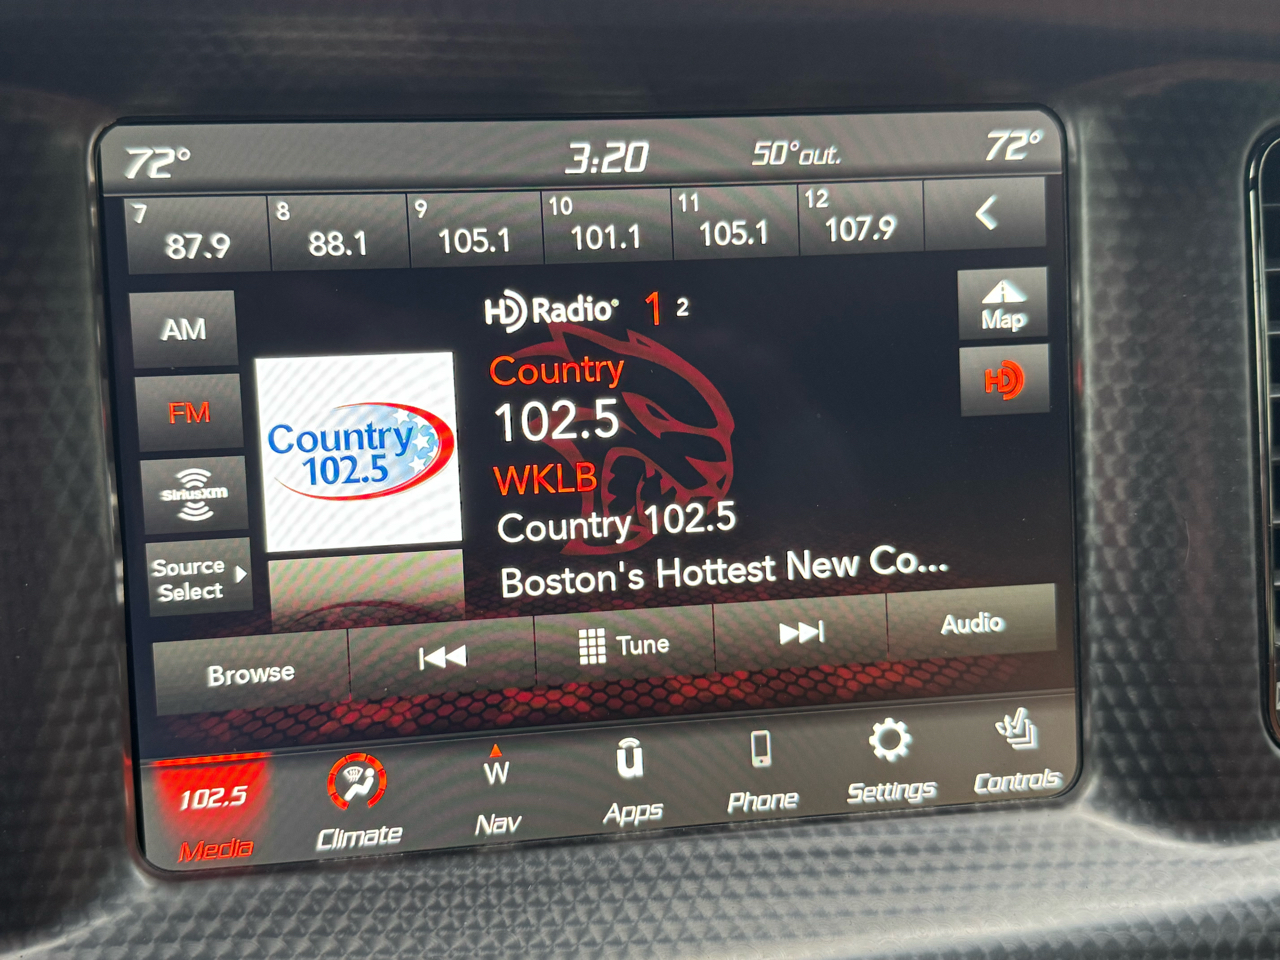 72° 3:20 50°out. 72°
7 8 9 10 11 12
87.9 88.1 105.1 101.1 105.1 107.9
HD Radio 1 2
AM
FM
SiriusXM
Source
Select
Country
102.5
Country
102.5
WKLB
Country 102.5
Boston's Hottest New Co...
Map
HD
Browse Tune Audio
102.5
Media
Climate
W
Nav
u
Apps
Phone
Settings
Controls